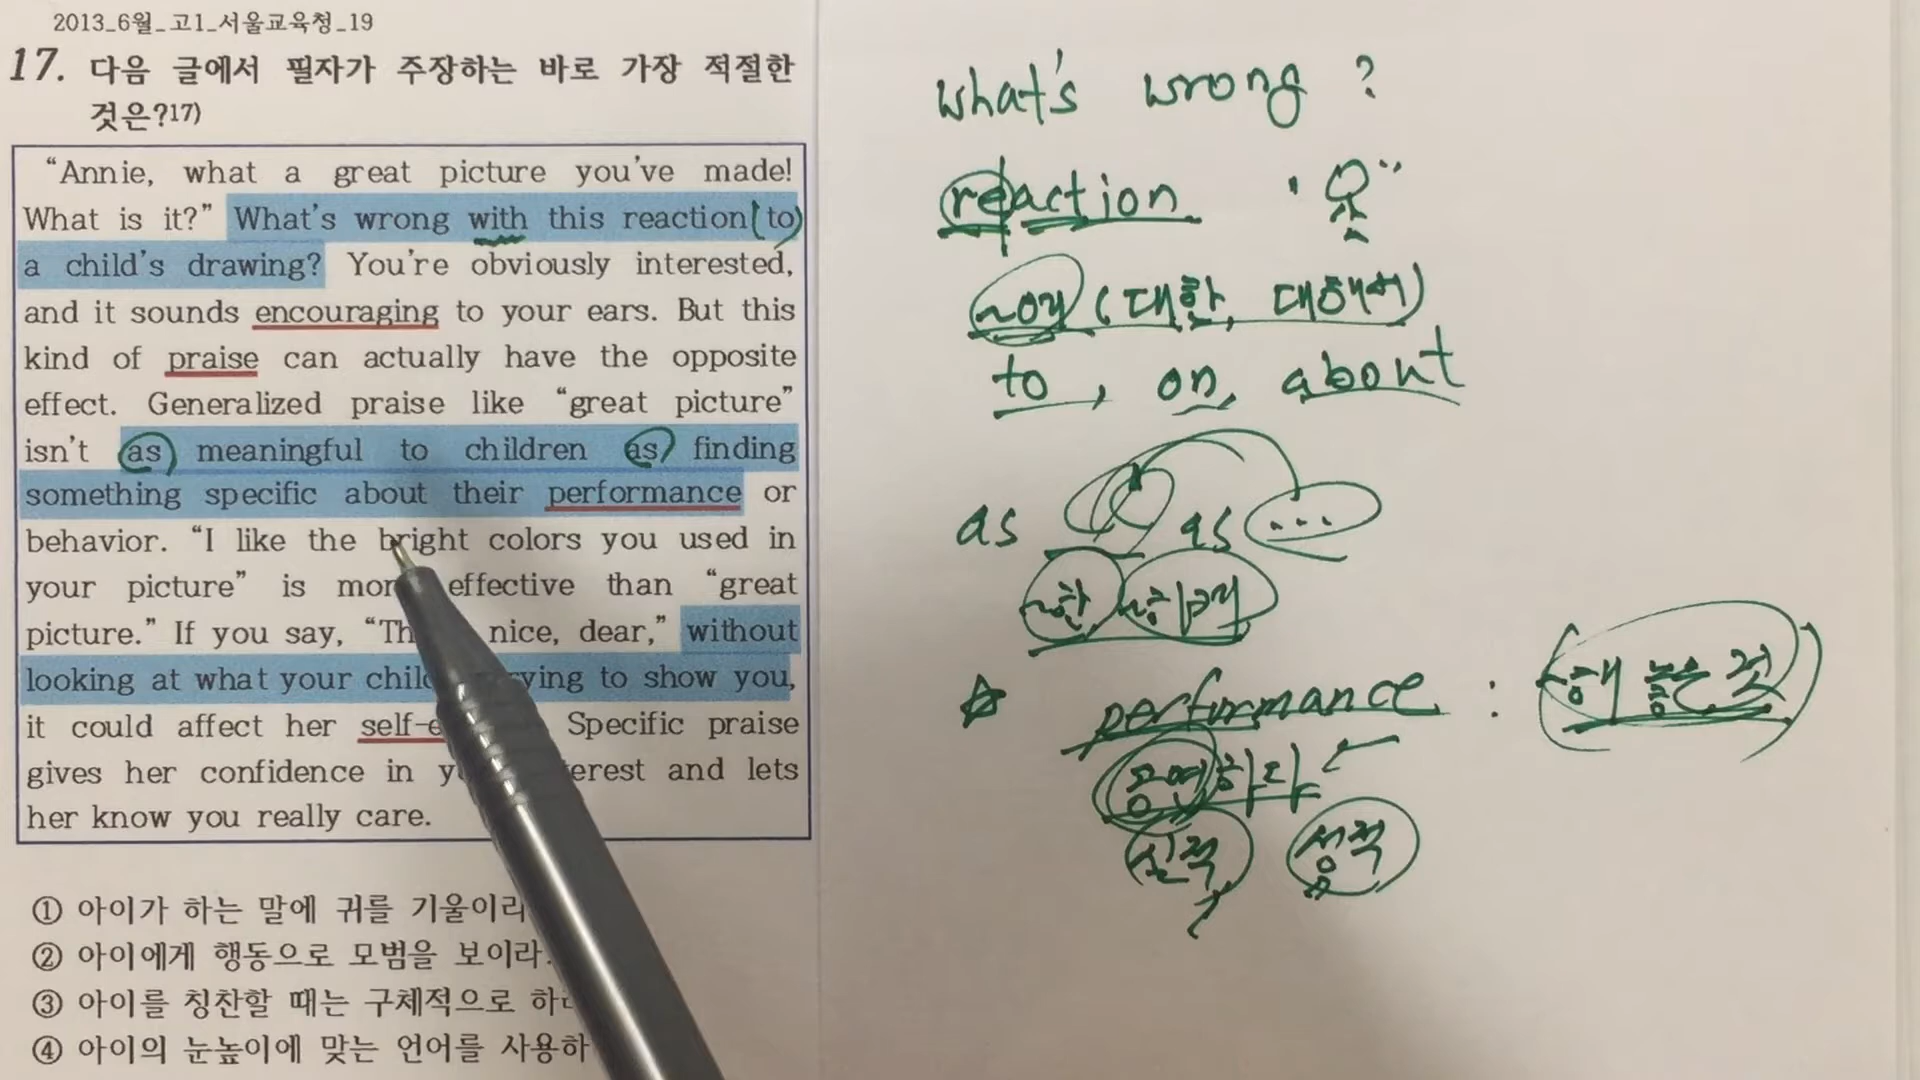 2013_6월_고1_서울교육청_19
17. 다음 글에서 필자가 주장하는 바로 가장 적절한
것은?17)
“Annie, what a great picture you’ve made!
What is it?” What’s wrong with this reaction to
a child’s drawing? You’re obviously interested,
and it sounds encouraging to your ears. But this
kind of praise can actually have the opposite
effect. Generalized praise like “great picture”
isn’t as meaningful to children as finding
something specific about their performance or
behavior. “I like the bright colors you used in
your picture” is more effective than “great
picture.” If you say, “Th nice, dear,” without
looking at what your chil ying to show you,
it could affect her self-e Specific praise
gives her confidence in y erest and lets
her know you really care.
① 아이가 하는 말에 귀를 기울이라
② 아이에게 행동으로 모범을 보이라.
③ 아이를 칭찬할 때는 구체적으로 하
④ 아이의 눈높이에 맞는 언어를 사용하
what's wrong ?
reaction
~에 (대한, 대해서)
to, on, about
as as ...
~한 ~하게
☆ performance : 해 놓은 것
공연하다
실적 성적